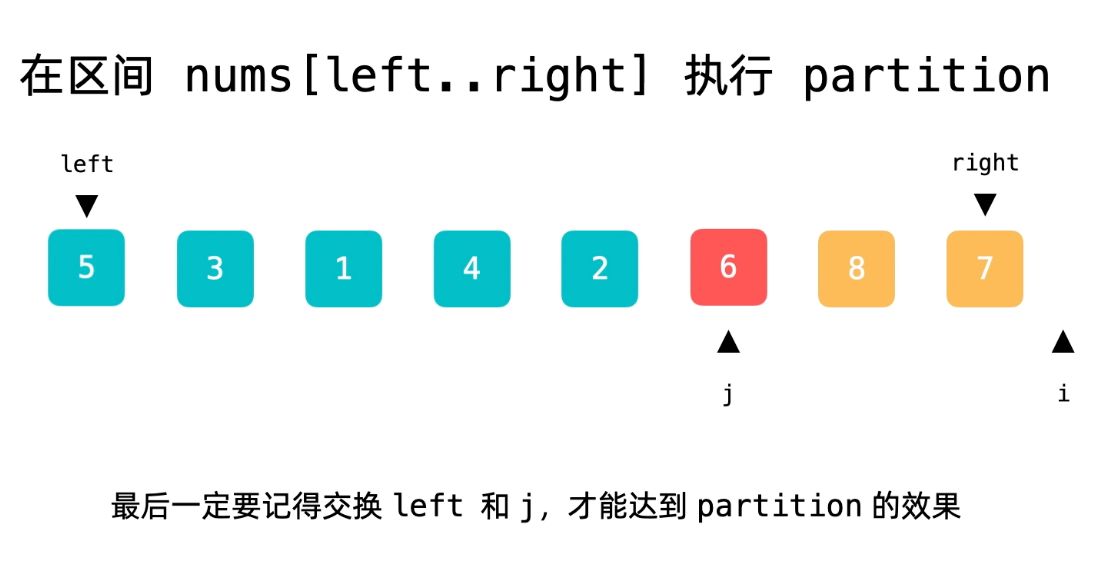 在区间 nums[left..right] 执行 partition
left right
5 3 1 4 2 6 8 7
j i
最后一定要记得交换 left 和 j, 才能达到 partition 的效果